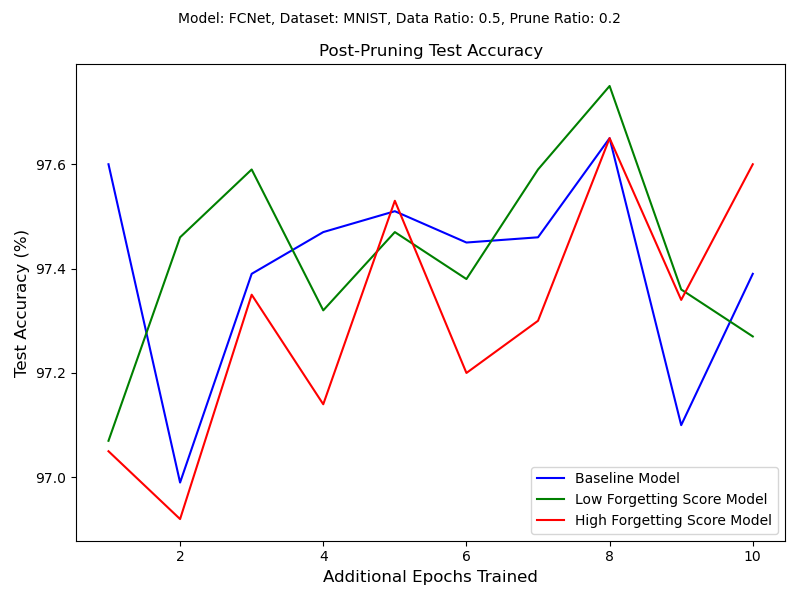 Model: FCNet, Dataset: MNIST, Data Ratio: 0.5, Prune Ratio: 0.2
Post-Pruning Test Accuracy
Test Accuracy (%)
97.6
97.4
97.2
97.0
Baseline Model
Low Forgetting Score Model
High Forgetting Score Model
2 4 6 8 10
Additional Epochs Trained